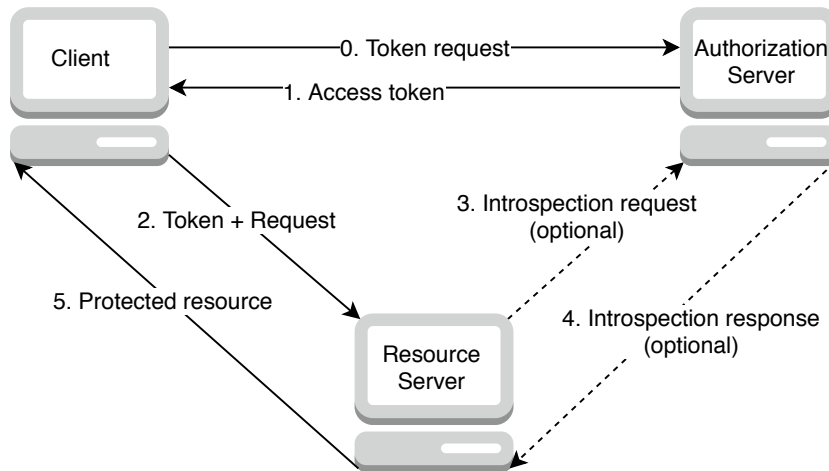 Client
0. Token request
Authorization
Server
1. Access token
2. Token + Request
3. Introspection request
(optional)
5. Protected resource
4. Introspection response
(optional)
Resource
Server